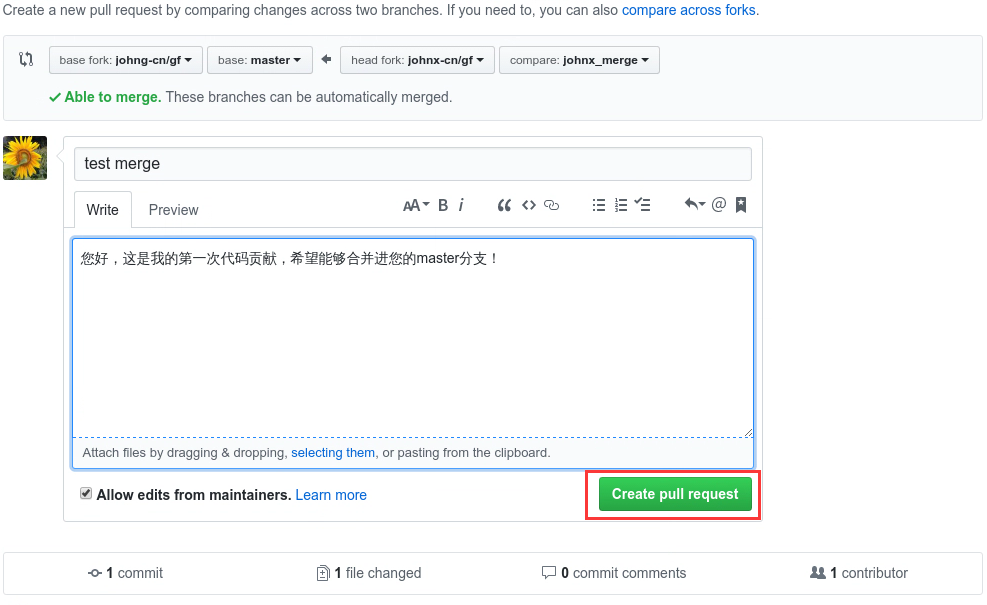 Create a new pull request by comparing changes across two branches. If you need to, you can also compare across forks.
base fork: johng-cn/gf base: master head fork: johnx-cn/gf compare: johnx_merge
Able to merge. These branches can be automatically merged.
test merge
Write Preview AA B i @
您好，这是我的第一次代码贡献，希望能够合并进您的master分支！
Attach files by dragging & dropping, selecting them, or pasting from the clipboard.
Allow edits from maintainers. Learn more Create pull request
1 commit 1 file changed 0 commit comments 1 contributor